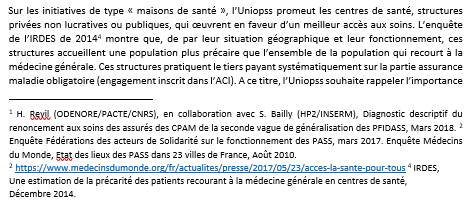 Sur les initiatives de type « maisons de santé », l'Uniopss promeut les centres de santé, structures
privées non lucratives ou publiques, qui œuvrent en faveur d'un meilleur accès aux soins. L'enquête
de l'IRDES de 2014⁴ montre que, de par leur situation géographique et leur fonctionnement, ces
structures accueillent une population plus précaire que l'ensemble de la population qui recourt à la
médecine générale. Ces structures pratiquent le tiers payant systématiquement sur la partie assurance
maladie obligatoire (engagement inscrit dans l'ACI). A ce titre, l'Uniopss souhaite rappeler l'importance
¹ H. Revil (ODENORE/PACTE/CNRS), en collaboration avec S. Bailly (HP2/INSERM), Diagnostic descriptif du
renoncement aux soins des assurés des CPAM de la seconde vague de généralisation des PFIDASS, Mars 2018. ²
Enquête Fédérations des acteurs de Solidarité sur le fonctionnement des PASS, mars 2017. Enquête Médecins
du Monde, Etat des lieux des PASS dans 23 villes de France, Août 2010.
² https://www.medecinsdumonde.org/fr/actualites/presse/2017/05/23/acces-la-sante-pour-tous ⁴ IRDES,
Une estimation de la précarité des patients recourant à la médecine générale en centres de santé,
Décembre 2014.